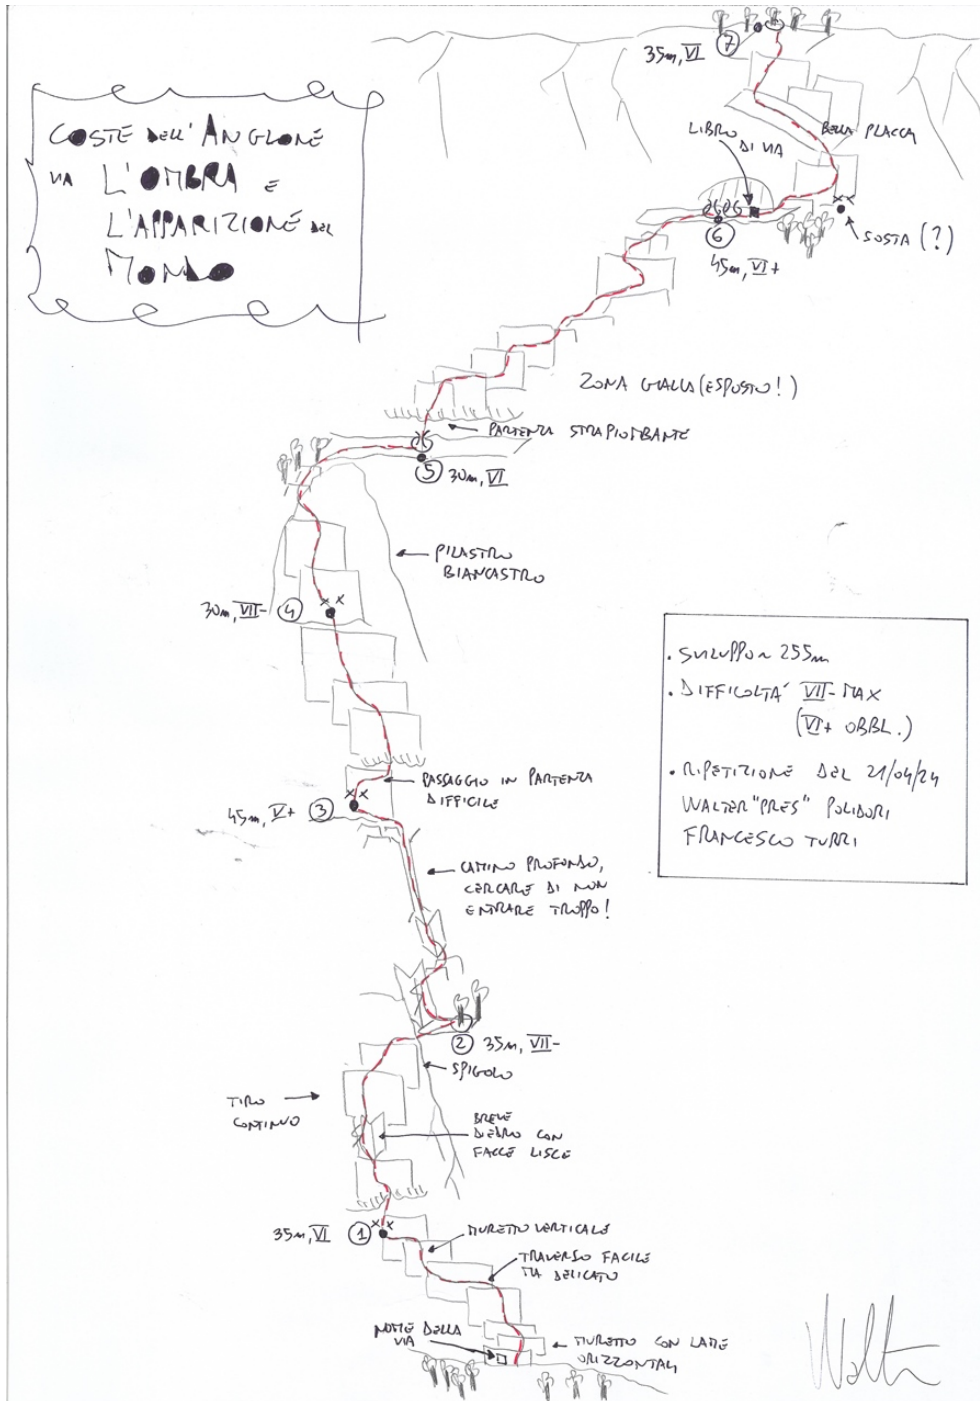 COSTE DELL'ANGLONE
VIA L'OMBRA E
L'APPARIZIONE DEL
MONDO
35m, VI 7
LIBRO
DI VIA
BELLA PLACCA
6
45m, VI+
SOSTA (?)
ZONA GIALLA (ESPOSTO!)
PARTENZA STRAPIOMBANTE
5 30m, VI
PILASTRO
BIANCASTRO
30m, VII- 4
• SVILUPPO ~ 255m
• DIFFICOLTA' VII- MAX
(VI+ OBBL.)
• RIPETIZIONE DEL 21/04/24
WALTER "PRES" POLIDORI
FRANCESCO TURRI
PASSAGGIO IN PARTENZA
DIFFICILE
45m, V+ 3
CAMINO PROFONDO,
CERCARE DI NON
ENTRARE TROPPO!
2 35m, VII-
SPIGOLO
TIRO
CONTINUO
BREVE
DIEDRO CON
FACCE LISCE
35m, VI 1
MURETTO VERTICALE
TRAVERSO FACILE
MA DELICATO
NOME DELLA
VIA
MURETTO CON LAME
ORIZZONTALI
Walter